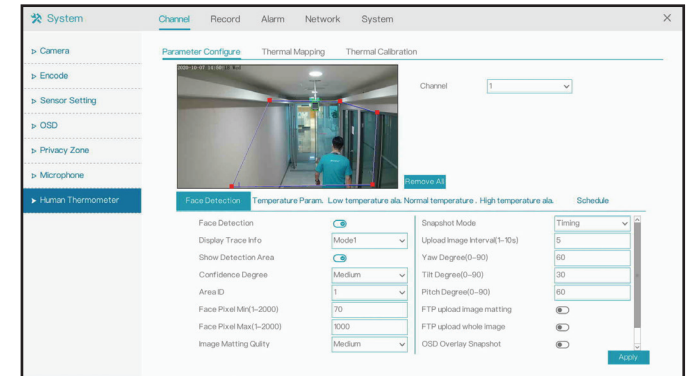 System
Channel Record Alarm Network System
Camera
Encode
Sensor Setting
OSD
Privacy Zone
Microphone
Human Thermometer
Parameter Configure Thermal Mapping Thermal Calibration
Channel 1
Remove All
Face Detection Temperature Param. Low temperature ala. Normal temperature . High temperature ala. Schedule
Face Detection
Display Trace Info Mode1
Show Detection Area
Confidence Degree Medium
Area ID 1
Face Pixel Min(1-2000) 70
Face Pixel Max(1-2000) 1000
Image Matting Qulity Medium
Snapshot Mode Timing
Upload Image Interval(1-10s) 5
Yaw Degree(0-90) 60
Tilt Degree(0-90) 30
Pitch Degree(0-90) 60
FTP upload image matting
FTP upload whole image
OSD Overlay Snapshot
Apply